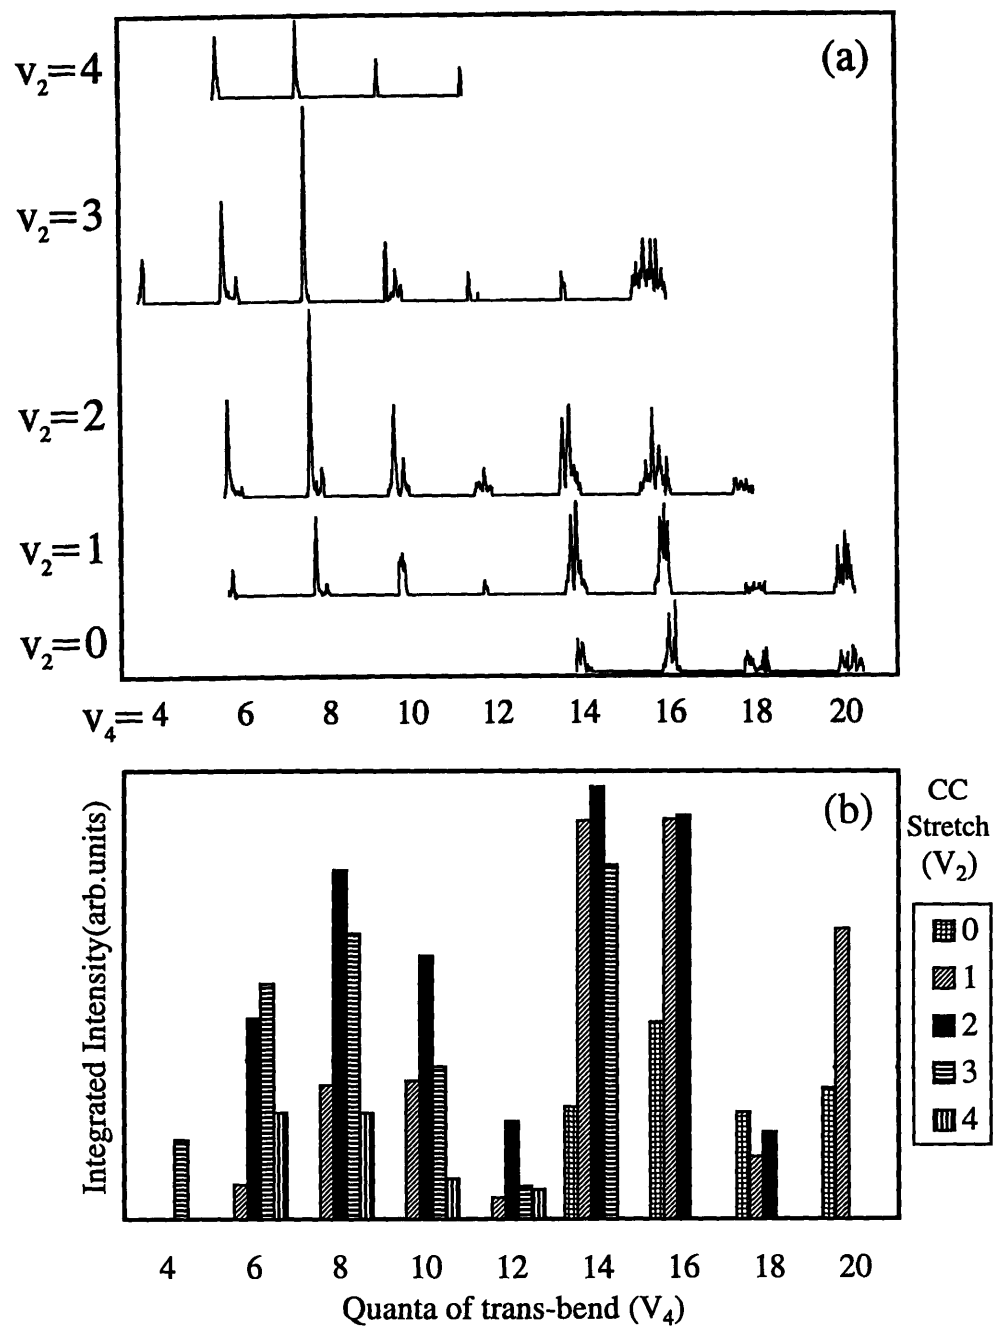 (a)
v₂=4
v₂=3
v₂=2
v₂=1
v₂=0
v₄= 4 6 8 10 12 14 16 18 20
(b)
Integrated Intensity(arb.units)
4 6 8 10 12 14 16 18 20
Quanta of trans-bend (V₄)
CC
Stretch
(V₂)
0
1
2
3
4